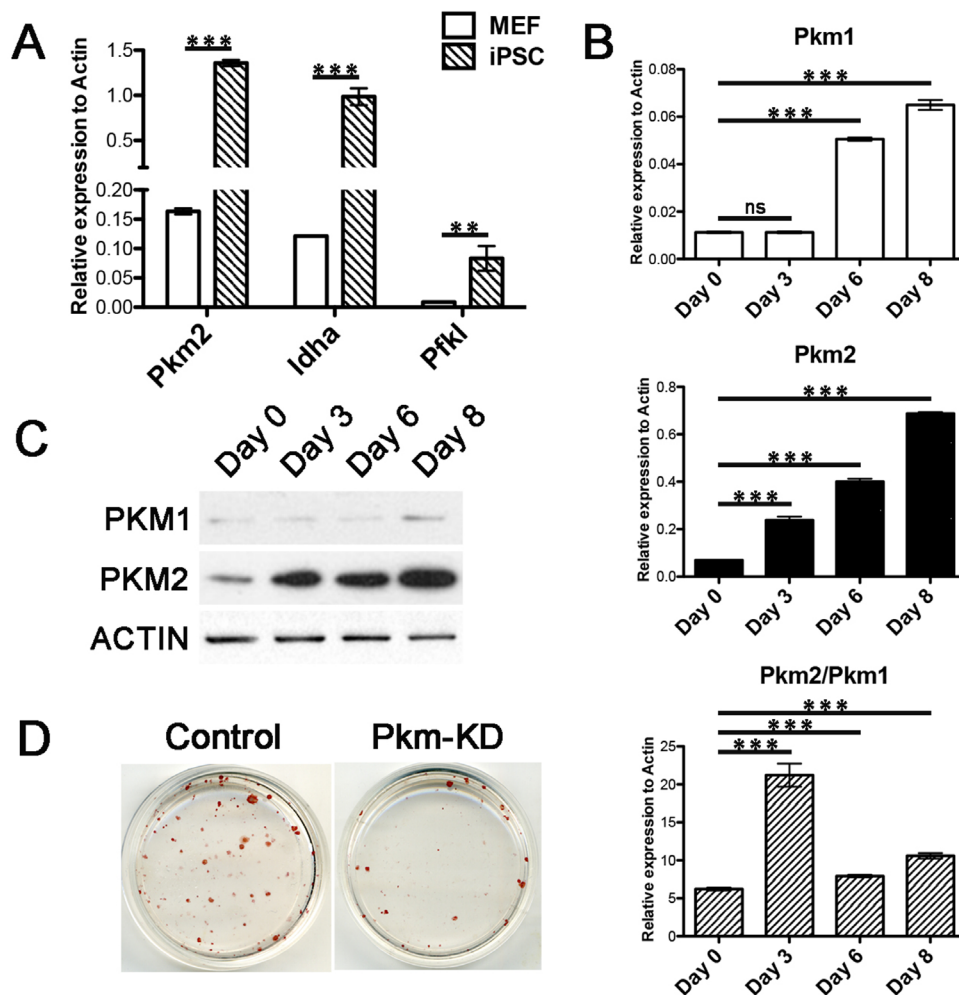 A
MEF
iPSC
Relative expression to Actin
1.5
1.0
0.5
0.20
0.15
0.10
0.05
0.00
***
***
**
Pkm2
ldha
Pfkl
B
Pkm1
Relative expression to Actin
0.08
0.06
0.04
0.02
0.00
***
***
ns
Day 0
Day 3
Day 6
Day 8
Pkm2
Relative expression to Actin
0.8
0.6
0.4
0.2
0.0
***
***
***
Day 0
Day 3
Day 6
Day 8
Pkm2/Pkm1
Relative expression to Actin
25
20
15
10
5
0
***
***
***
Day 0
Day 3
Day 6
Day 8
C
Day 0
Day 3
Day 6
Day 8
PKM1
PKM2
ACTIN
D
Control
Pkm-KD